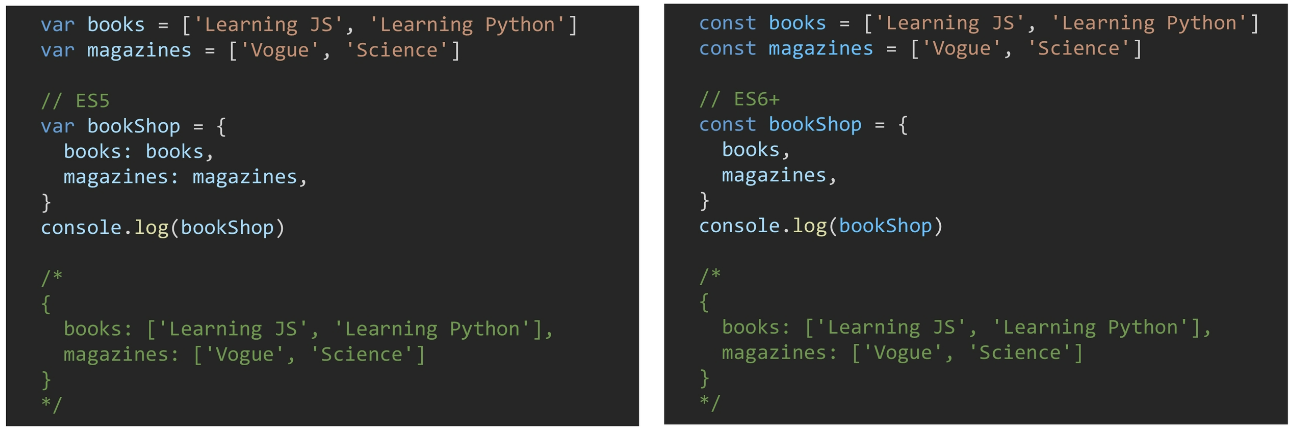 var books = ['Learning JS', 'Learning Python']
var magazines = ['Vogue', 'Science']
// ES5
var bookShop = {
  books: books,
  magazines: magazines,
}
console.log(bookShop)
/*
{
  books: ['Learning JS', 'Learning Python'],
  magazines: ['Vogue', 'Science']
}
*/
const books = ['Learning JS', 'Learning Python']
const magazines = ['Vogue', 'Science']
// ES6+
const bookShop = {
  books,
  magazines,
}
console.log(bookShop)
/*
{
  books: ['Learning JS', 'Learning Python'],
  magazines: ['Vogue', 'Science']
}
*/